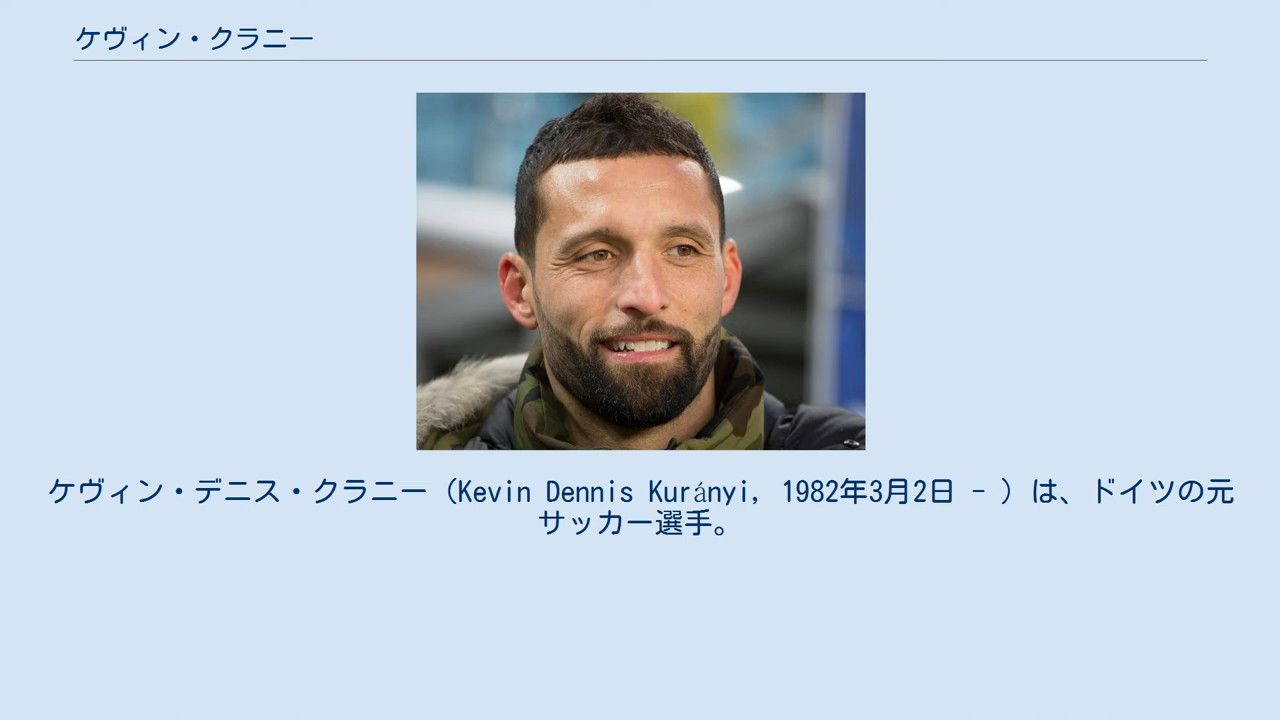 ケヴィン・クラニー
ケヴィン・デニス・クラニー（Kevin Dennis Kurányi, 1982年3月2日 - ）は、ドイツの元
サッカー選手。